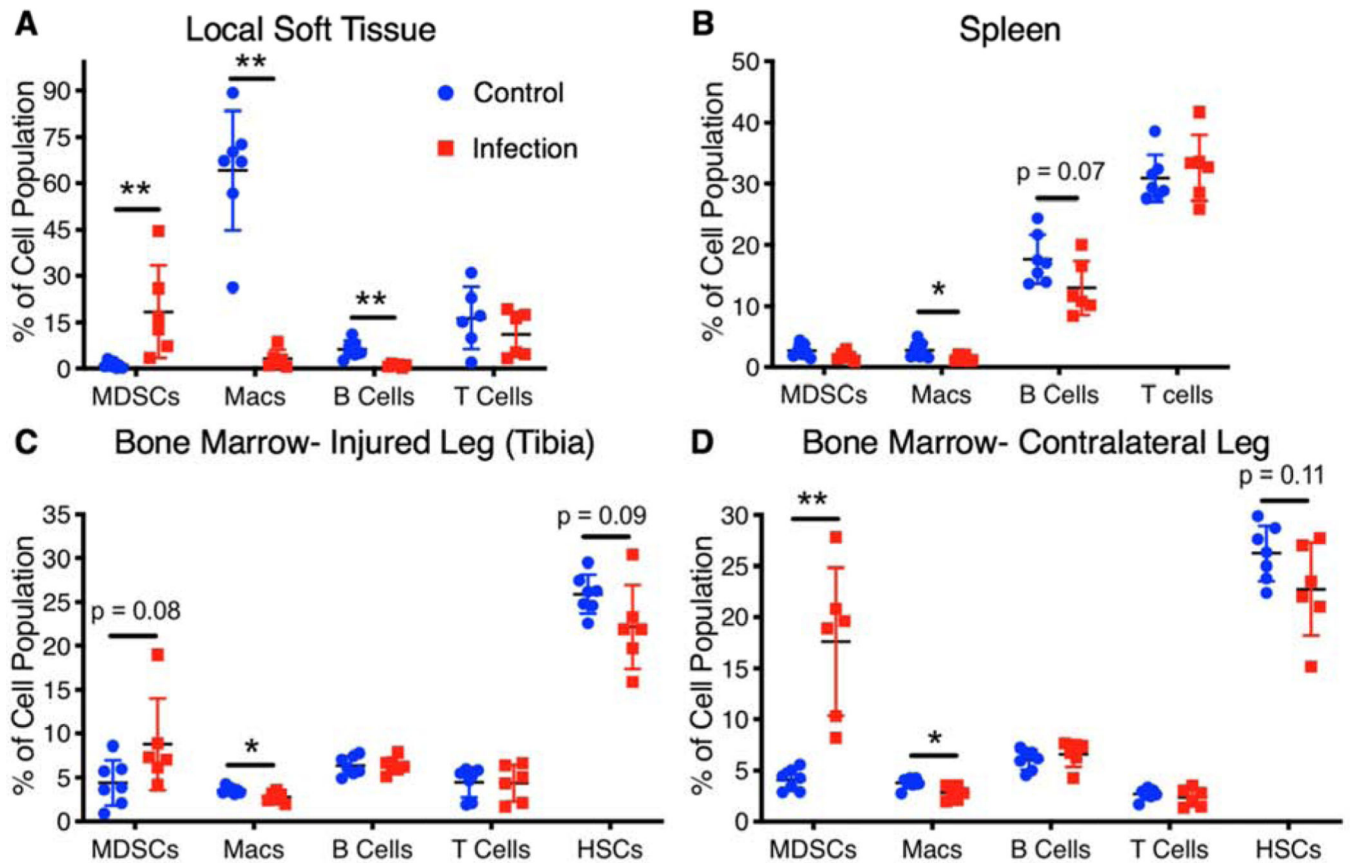 A
Local Soft Tissue
% of Cell Population
90
75
60
45
30
15
0
**
**
**
Control
Infection
MDSCs
Macs
B Cells
T Cells
B
Spleen
% of Cell Population
50
40
30
20
10
0
*
p = 0.07
MDSCs
Macs
B Cells
T cells
C
Bone Marrow- Injured Leg (Tibia)
% of Cell Population
35
30
25
20
15
10
5
0
p = 0.08
*
p = 0.09
MDSCs
Macs
B Cells
T Cells
HSCs
D
Bone Marrow- Contralateral Leg
% of Cell Population
30
25
20
15
10
5
0
**
*
p = 0.11
MDSCs
Macs
B Cells
T Cells
HSCs